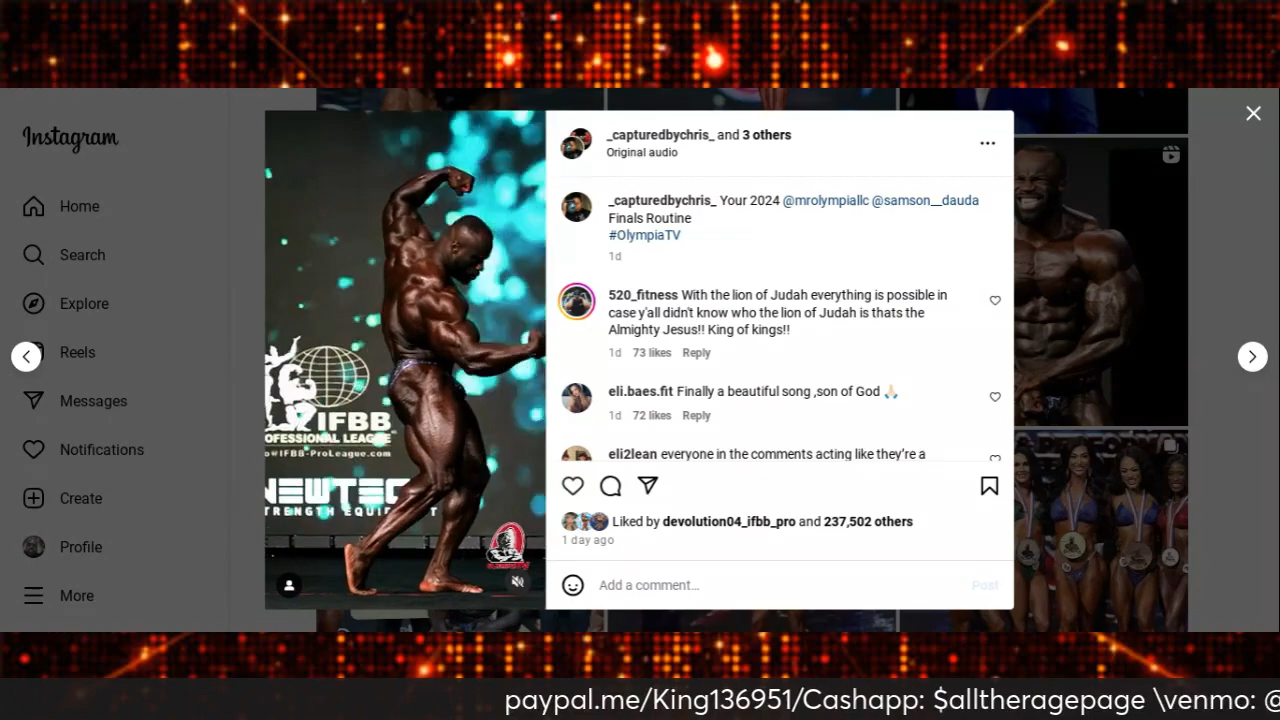 Instagram
Home
Search
Explore
Reels
Messages
Notifications
Create
Profile
More
_capturedbychris_ and 3 others
Original audio
_capturedbychris_ Your 2024 @mrolympiallc @samson__dauda
Finals Routine
#OlympiaTV
1d
520_fitness With the lion of Judah everything is possible in
case y'all didn't know who the lion of Judah is thats the
Almighty Jesus!! King of kings!!
1d 73 likes Reply
eli.baes.fit Finally a beautiful song ,son of God 🙏🏻
1d 72 likes Reply
eli2lean everyone in the comments acting like they're a
Liked by devolution04_ifbb_pro and 237,502 others
1 day ago
Add a comment...
Post
IFBB
OFESSIONAL LEAGUE
o@IFBB-ProLeague.com
NEWTEC
TRENGTH EQUIP T
paypal.me/King136951/Cashapp: $alltheragepage \venmo: @